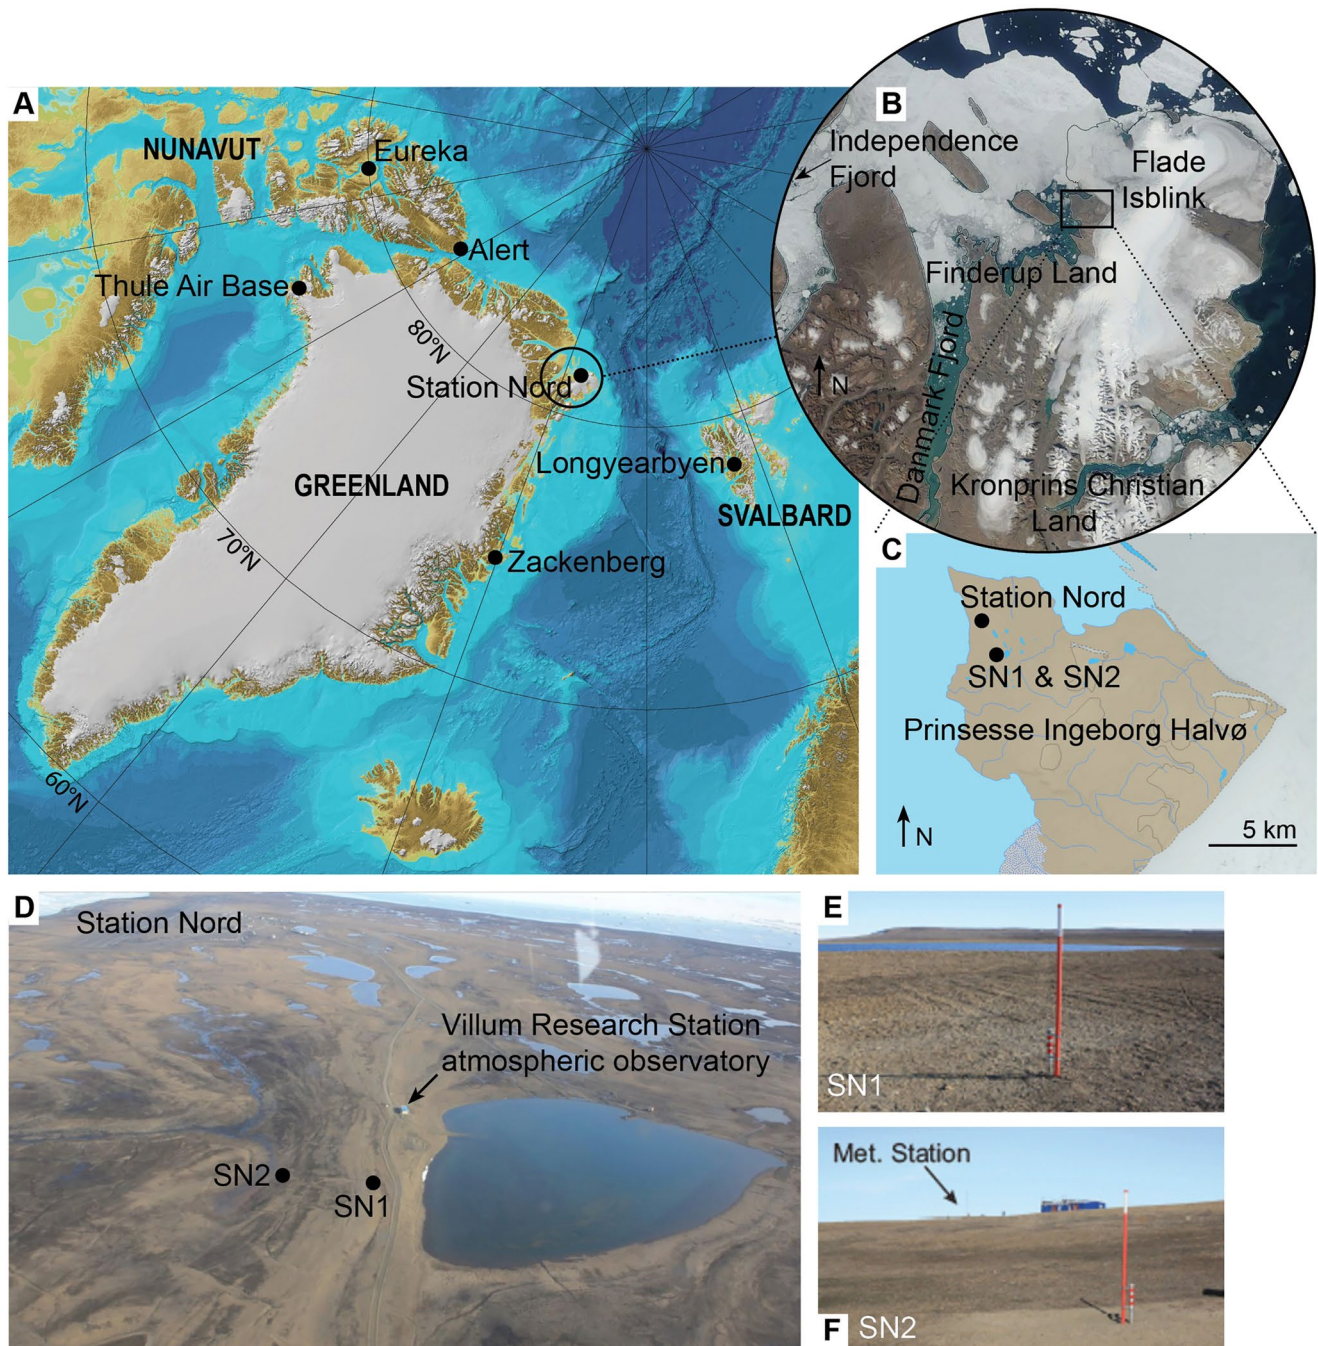 A
NUNAVUT
Eureka
Alert
Thule Air Base
80°N
Station Nord
GREENLAND
Longyearbyen
SVALBARD
70°N
Zackenberg
60°N
B
Independence
Fjord
Flade
Isblink
Finderup Land
Danmark Fjord
N
Kronprins Christian
Land
C
Station Nord
SN1 & SN2
Prinsesse Ingeborg Halvø
N
5 km
D
Station Nord
Villum Research Station
atmospheric observatory
SN2
SN1
E
SN1
Met. Station
F
SN2